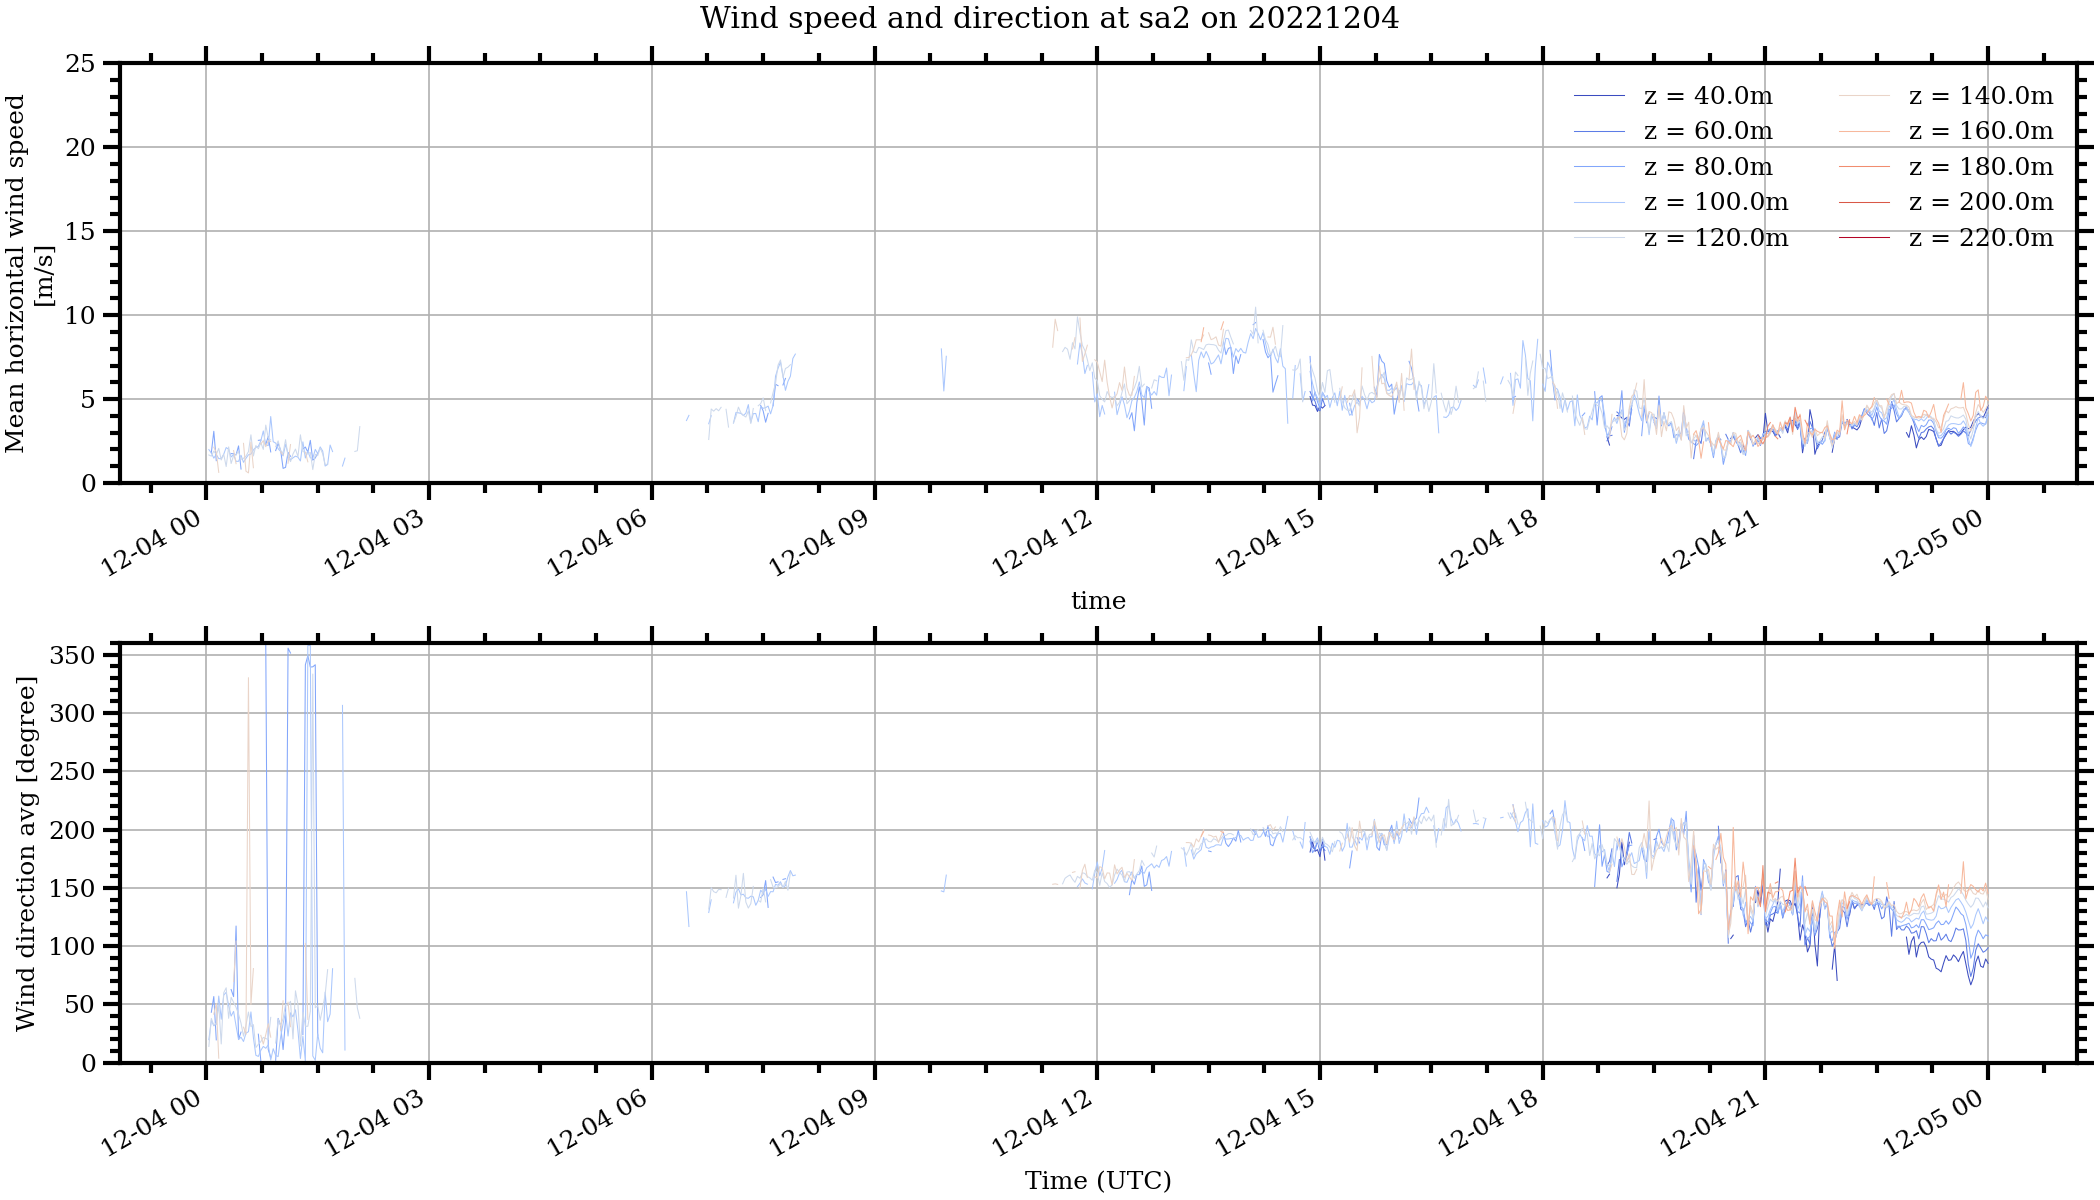 Wind speed and direction at sa2 on 20221204
Mean horizontal wind speed
[m/s]
25
20
15
10
5
0
z = 40.0m
z = 60.0m
z = 80.0m
z = 100.0m
z = 120.0m
z = 140.0m
z = 160.0m
z = 180.0m
z = 200.0m
z = 220.0m
12-04 00
12-04 03
12-04 06
12-04 09
12-04 12
12-04 15
12-04 18
12-04 21
12-05 00
time
Wind direction avg [degree]
350
300
250
200
150
100
50
0
12-04 00
12-04 03
12-04 06
12-04 09
12-04 12
12-04 15
12-04 18
12-04 21
12-05 00
Time (UTC)